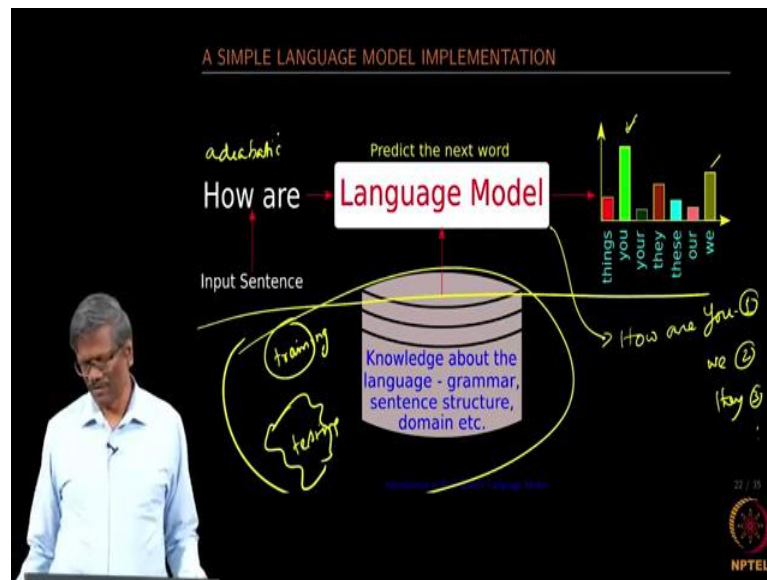 A SIMPLE LANGUAGE MODEL IMPLEMENTATION
adiabatic
Predict the next word
How are
Language Model
Input Sentence
things
you
your
they
these
our
we
training
testing
Knowledge about the
language - grammar,
sentence structure,
domain etc.
How are you - 1
we 2
they 3
22 / 35
NPTEL